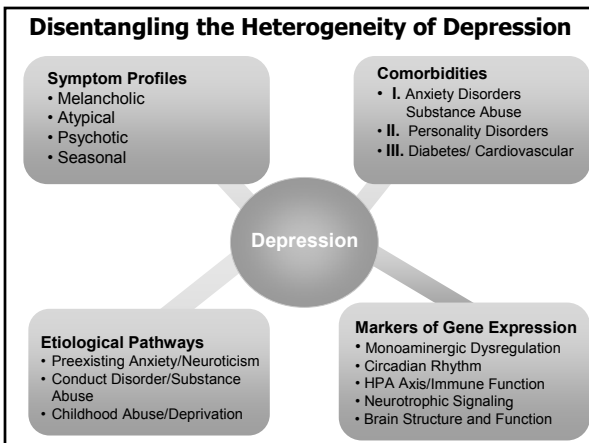 Disentangling the Heterogeneity of Depression
Symptom Profiles
• Melancholic
• Atypical
• Psychotic
• Seasonal
Comorbidities
• I. Anxiety Disorders
Substance Abuse
• II. Personality Disorders
• III. Diabetes/ Cardiovascular
Depression
Etiological Pathways
• Preexisting Anxiety/Neuroticism
• Conduct Disorder/Substance
Abuse
• Childhood Abuse/Deprivation
Markers of Gene Expression
• Monoaminergic Dysregulation
• Circadian Rhythm
• HPA Axis/Immune Function
• Neurotrophic Signaling
• Brain Structure and Function